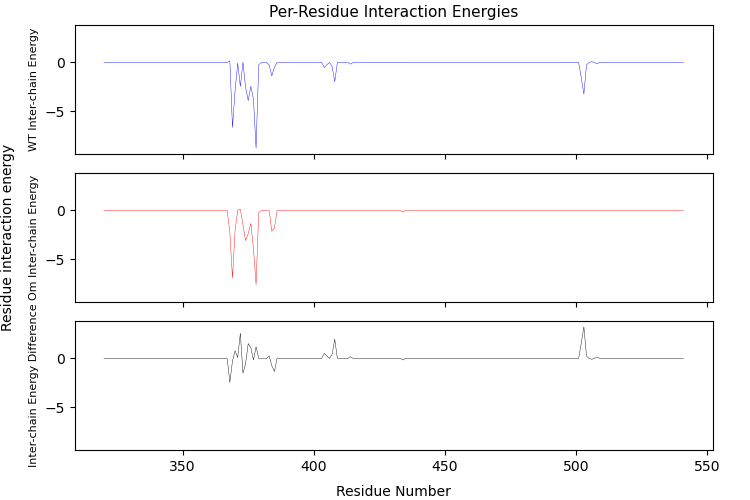 Per-Residue Interaction Energies
Residue interaction energy
WT Inter-chain Energy
0
−5
Om Inter-chain Energy
0
−5
Inter-chain Energy Difference
0
−5
350
400
450
500
550
Residue Number